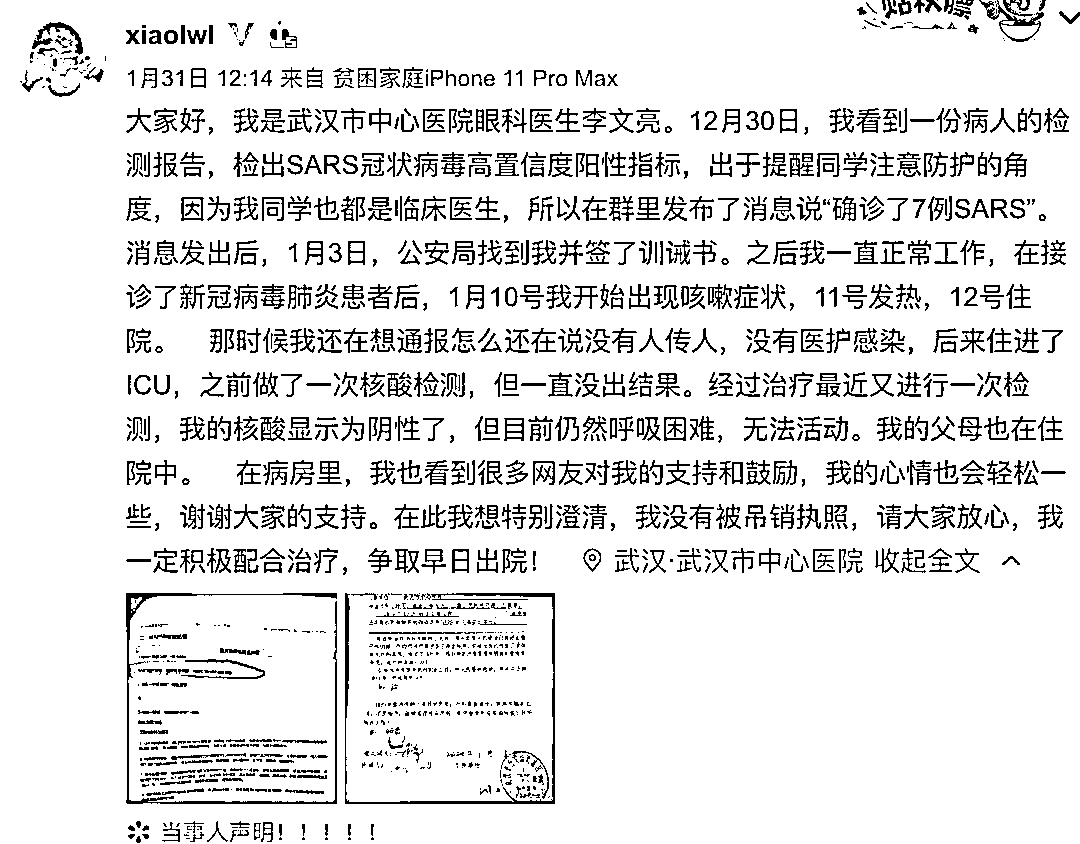 xiaolwl
1月31日 12:14 来自 贫困家庭iPhone 11 Pro Max
大家好，我是武汉市中心医院眼科医生李文亮。12月30日，我看到一份病人的检
测报告，检出SARS冠状病毒高置信度阳性指标，出于提醒同学注意防护的角
度，因为我同学也都是临床医生，所以在群里发布了消息说“确诊了7例SARS”。
消息发出后，1月3日，公安局找到我并签了训诫书。之后我一直正常工作，在接
诊了新冠病毒肺炎患者后，1月10号我开始出现咳嗽症状，11号发热，12号住
院。 那时候我还在想通报怎么还在说没有人传人，没有医护感染，后来住进了
ICU，之前做了一次核酸检测，但一直没出结果。经过治疗最近又进行一次检
测，我的核酸显示为阴性了，但目前仍然呼吸困难，无法活动。我的父母也在住
院中。 在病房里，我也看到很多网友对我的支持和鼓励，我的心情也会轻松一
些，谢谢大家的支持。在此我想特别澄清，我没有被吊销执照，请大家放心，我
一定积极配合治疗，争取早日出院！ 武汉·武汉市中心医院 收起全文
当事人声明！！！！！